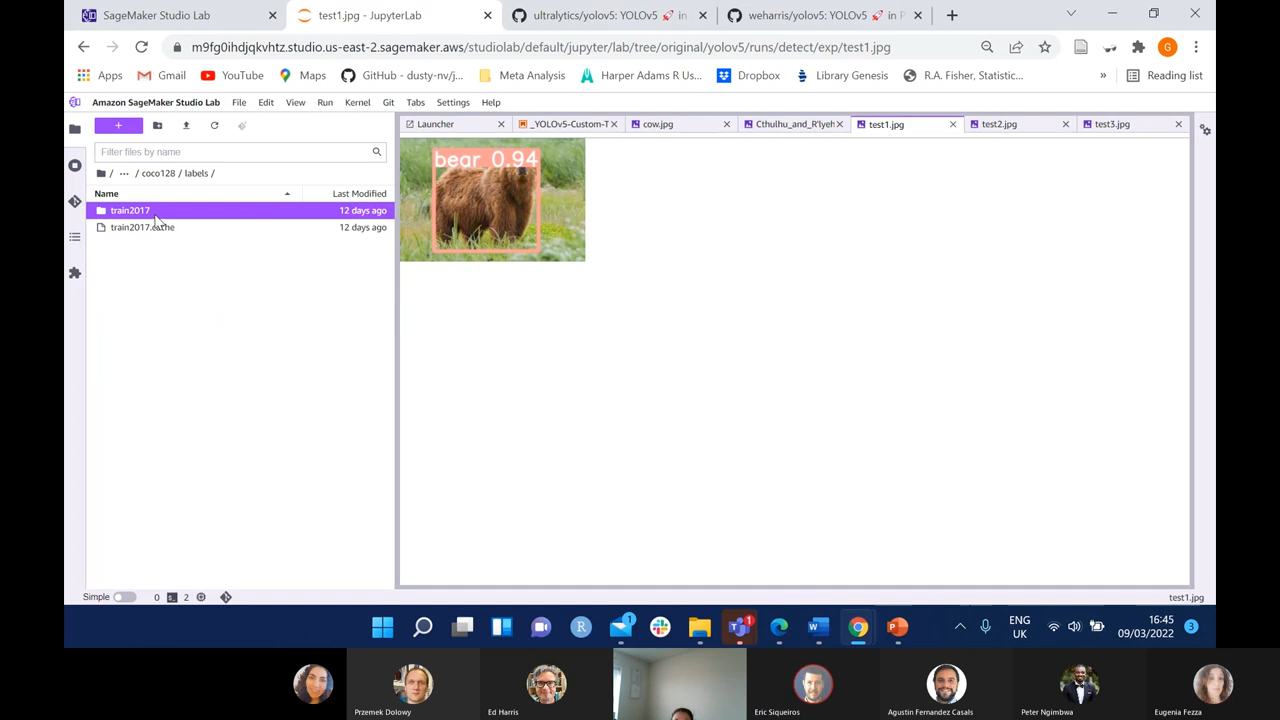 SageMaker Studio Lab
test1.jpg - JupyterLab
ultralytics/yolov5: YOLOv5 🚀 in
weharris/yolov5: YOLOv5 🚀 in P
m9fg0ihdjqkvhtz.studio.us-east-2.sagemaker.aws/studiolab/default/jupyter/lab/tree/original/yolov5/runs/detect/exp/test1.jpg
G
Apps
Gmail
YouTube
Maps
GitHub - dusty-nv/j...
Meta Analysis
Harper Adams R Us...
Dropbox
Library Genesis
R.A. Fisher, Statistic...
»
Reading list
Amazon SageMaker Studio Lab
File Edit View Run Kernel Git Tabs Settings Help
+
Launcher
_YOLOv5-Custom-T
cow.jpg
Cthulhu_and_R'lyeh
test1.jpg
test2.jpg
test3.jpg
Filter files by name
/ ··· / coco128 / labels /
Name
Last Modified
train2017
12 days ago
train2017.cache
12 days ago
bear 0.94
Simple
0
2
test1.jpg
R
1
1
W
P
ENG
UK
16:45
09/03/2022
3
Przemek Dolowy
Ed Harris
Eric Siqueiros
Agustin Fernandez Casals
Peter Ngimbwa
Eugenia Fezza